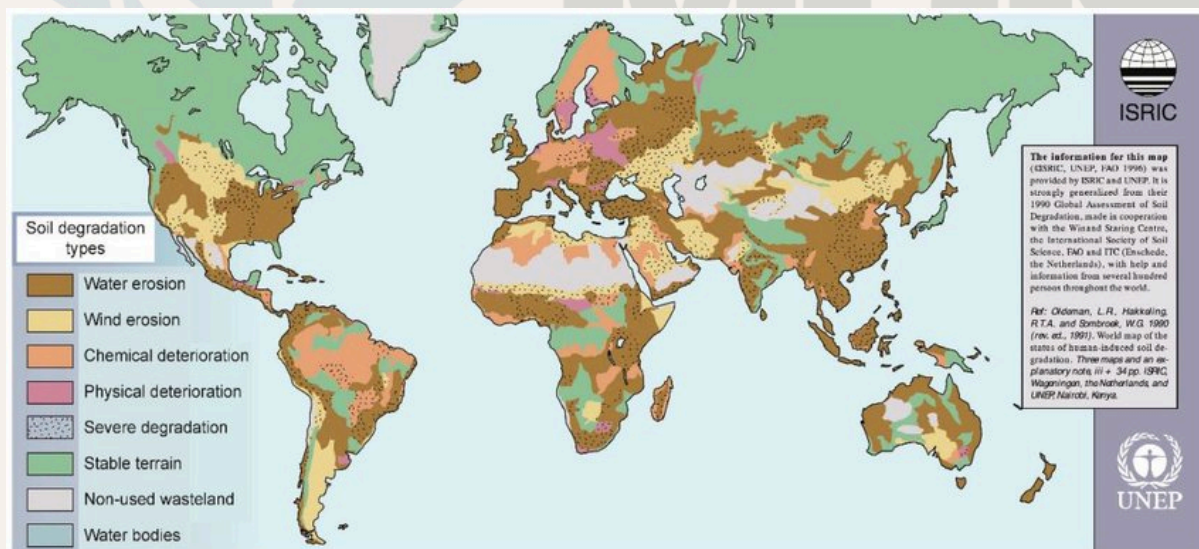 Soil degradation
types
Water erosion
Wind erosion
Chemical deterioration
Physical deterioration
Severe degradation
Stable terrain
Non-used wasteland
Water bodies
ISRIC
The information for this map
(ISRIC, UNEP, FAO 1996) was
provided by ISRIC and UNEP. It is
strongly generalized from their
1990 Global Assessment of Soil
Degradation, made in cooperation
with the Winand Staring Centre,
the International Society of Soil
Science, FAO and ITC (Enschede,
the Netherlands), with help and
information from several hundred
persons throughout the world.
Ref: Oldeman, L.R., Hakkeling,
R.T.A. and Sombroek, W.G. 1990
(rev. ed., 1991). World map of the
status of human-induced soil de-
gradation. Three maps and an ex-
planatory note, iii + 34 pp. ISRIC,
Wageningen, the Netherlands, and
UNEP, Nairobi, Kenya.
UNEP